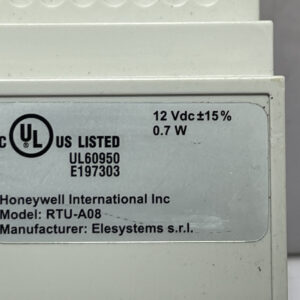 12 Vdc ±15%
0.7 W
C UL US LISTED
UL60950
E197303
Honeywell International Inc
Model: RTU-A08
Manufacturer: Elesystems s.r.l.